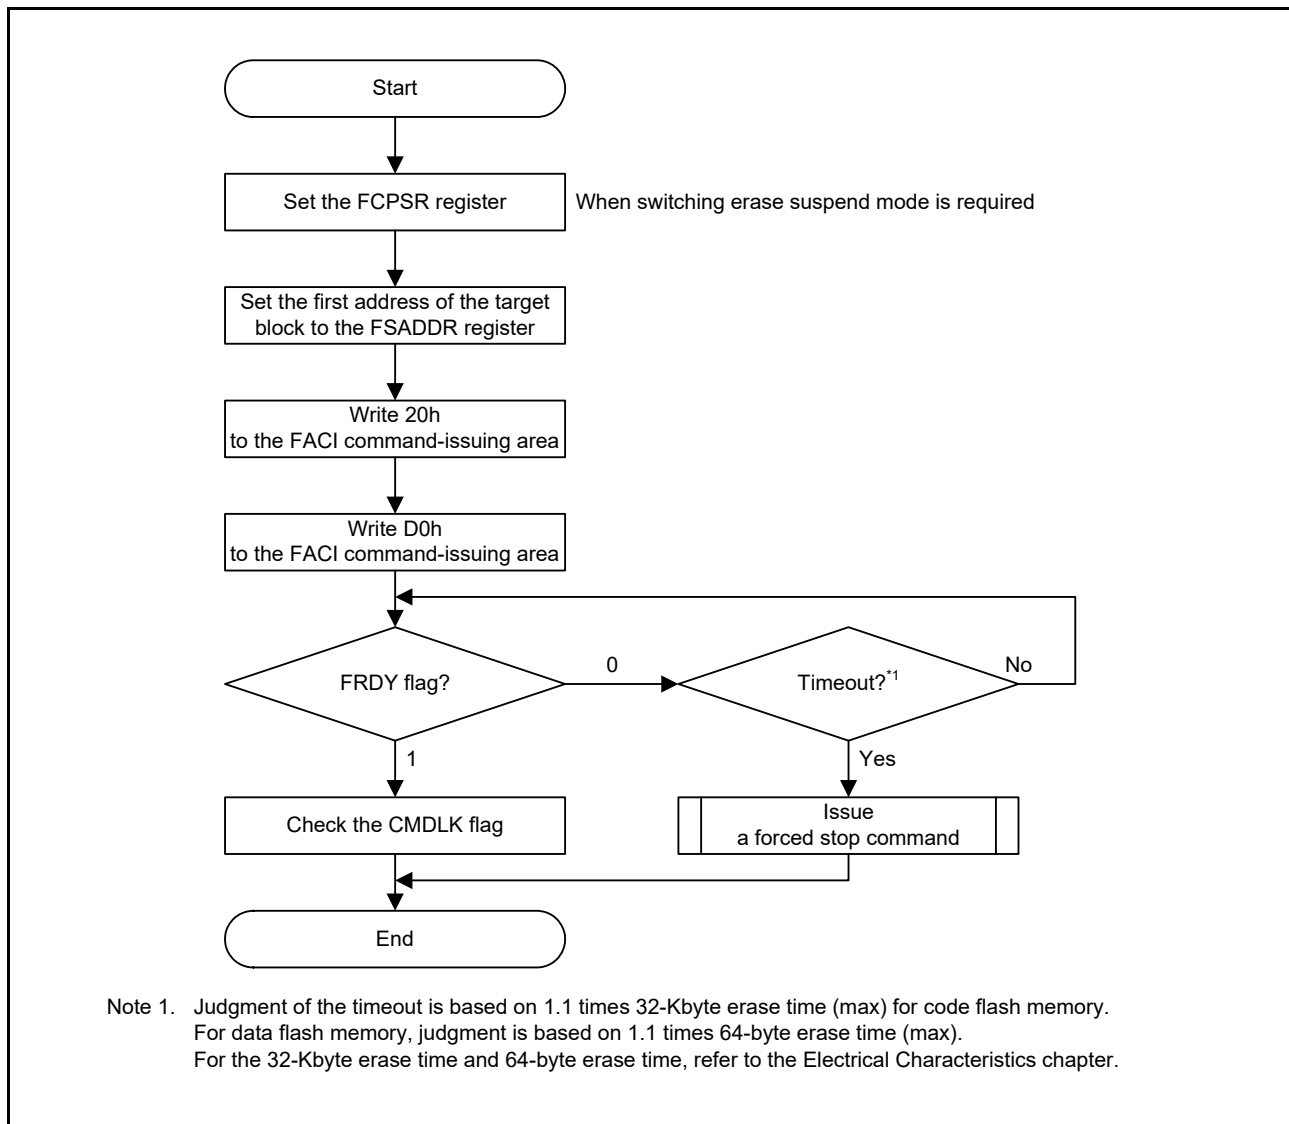 Start
Set the FCPSR register
When switching erase suspend mode is required
Set the first address of the target
block to the FSADDR register
Write 20h
to the FACI command-issuing area
Write D0h
to the FACI command-issuing area
FRDY flag?
0
Timeout?*1
No
1
Yes
Check the CMDLK flag
Issue
a forced stop command
End
Note 1. Judgment of the timeout is based on 1.1 times 32-Kbyte erase time (max) for code flash memory.
For data flash memory, judgment is based on 1.1 times 64-byte erase time (max).
For the 32-Kbyte erase time and 64-byte erase time, refer to the Electrical Characteristics chapter.